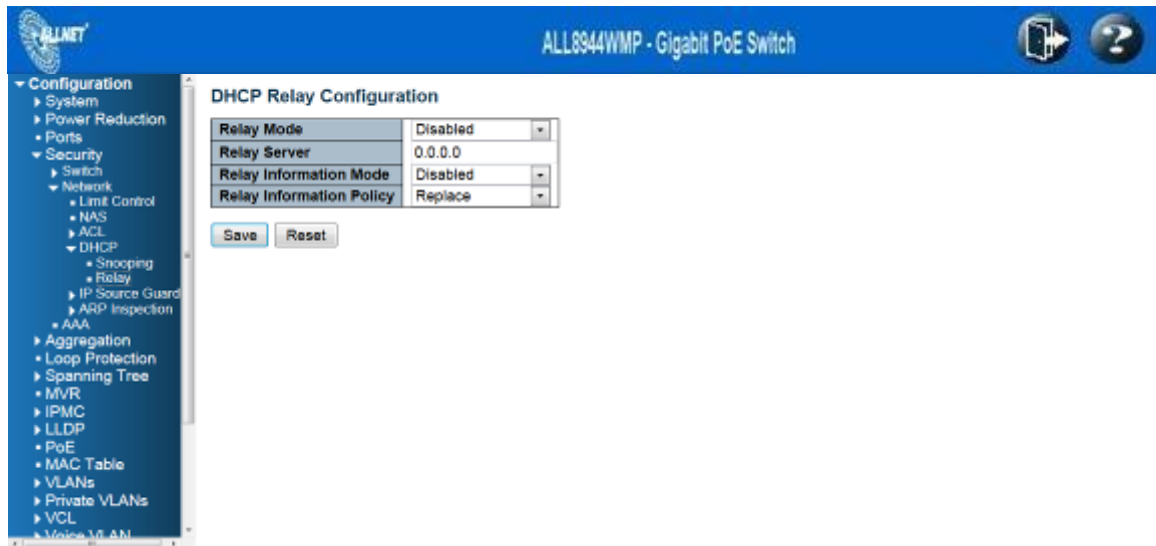 ALLNET
ALL8944WMP - Gigabit PoE Switch
Configuration
System
Power Reduction
Ports
Security
Switch
Network
Limit Control
NAS
ACL
DHCP
Snooping
Relay
IP Source Guard
ARP Inspection
AAA
Aggregation
Loop Protection
Spanning Tree
MVR
IPMC
LLDP
PoE
MAC Table
VLANs
Private VLANs
VCL
Voice VLAN
DHCP Relay Configuration
Relay Mode Disabled
Relay Server 0.0.0.0
Relay Information Mode Disabled
Relay Information Policy Replace
Save Reset